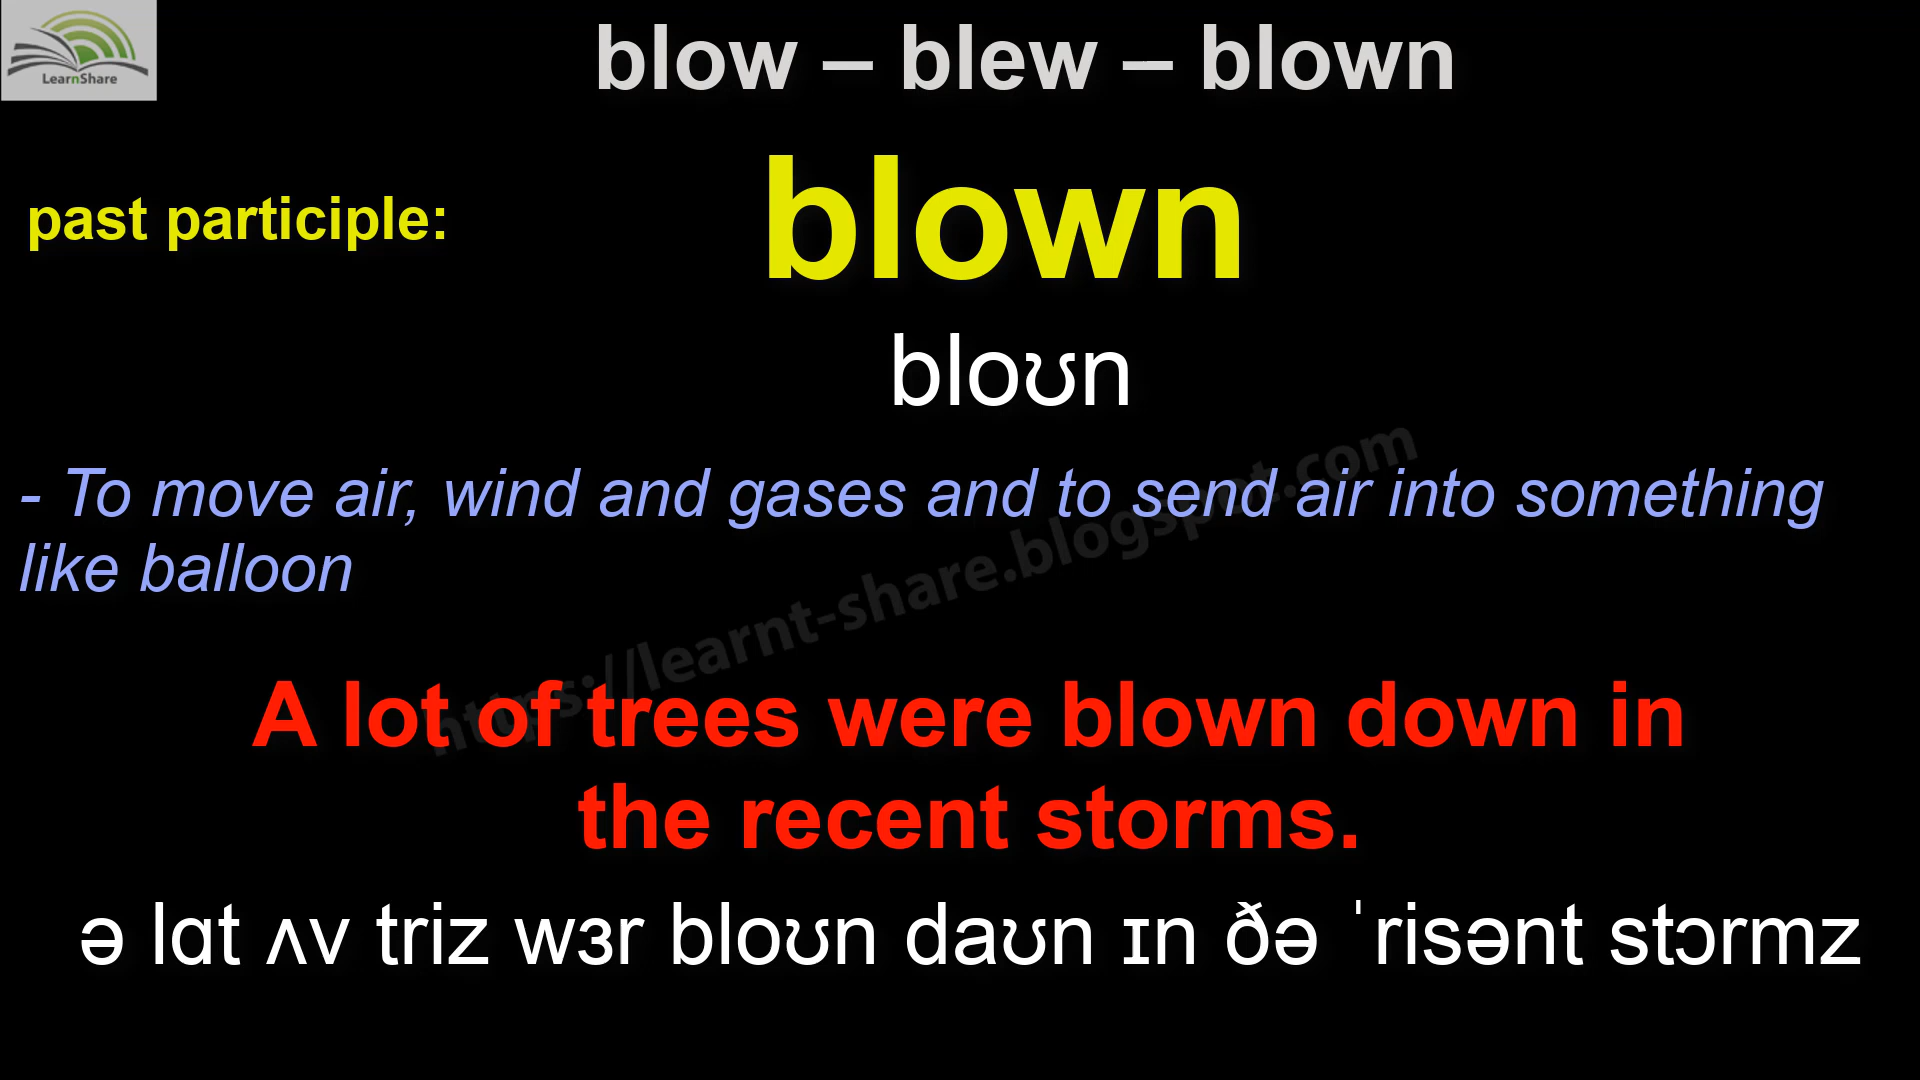 LearnShare
blow – blew – blown
past participle:
blown
bloʊn
- To move air, wind and gases and to send air into something
like balloon
https://learnt-share.blogspot.com
A lot of trees were blown down in
the recent storms.
ə lɑt ʌv triz wɜr bloʊn daʊn ɪn ðə ˈrisənt stɔrmz